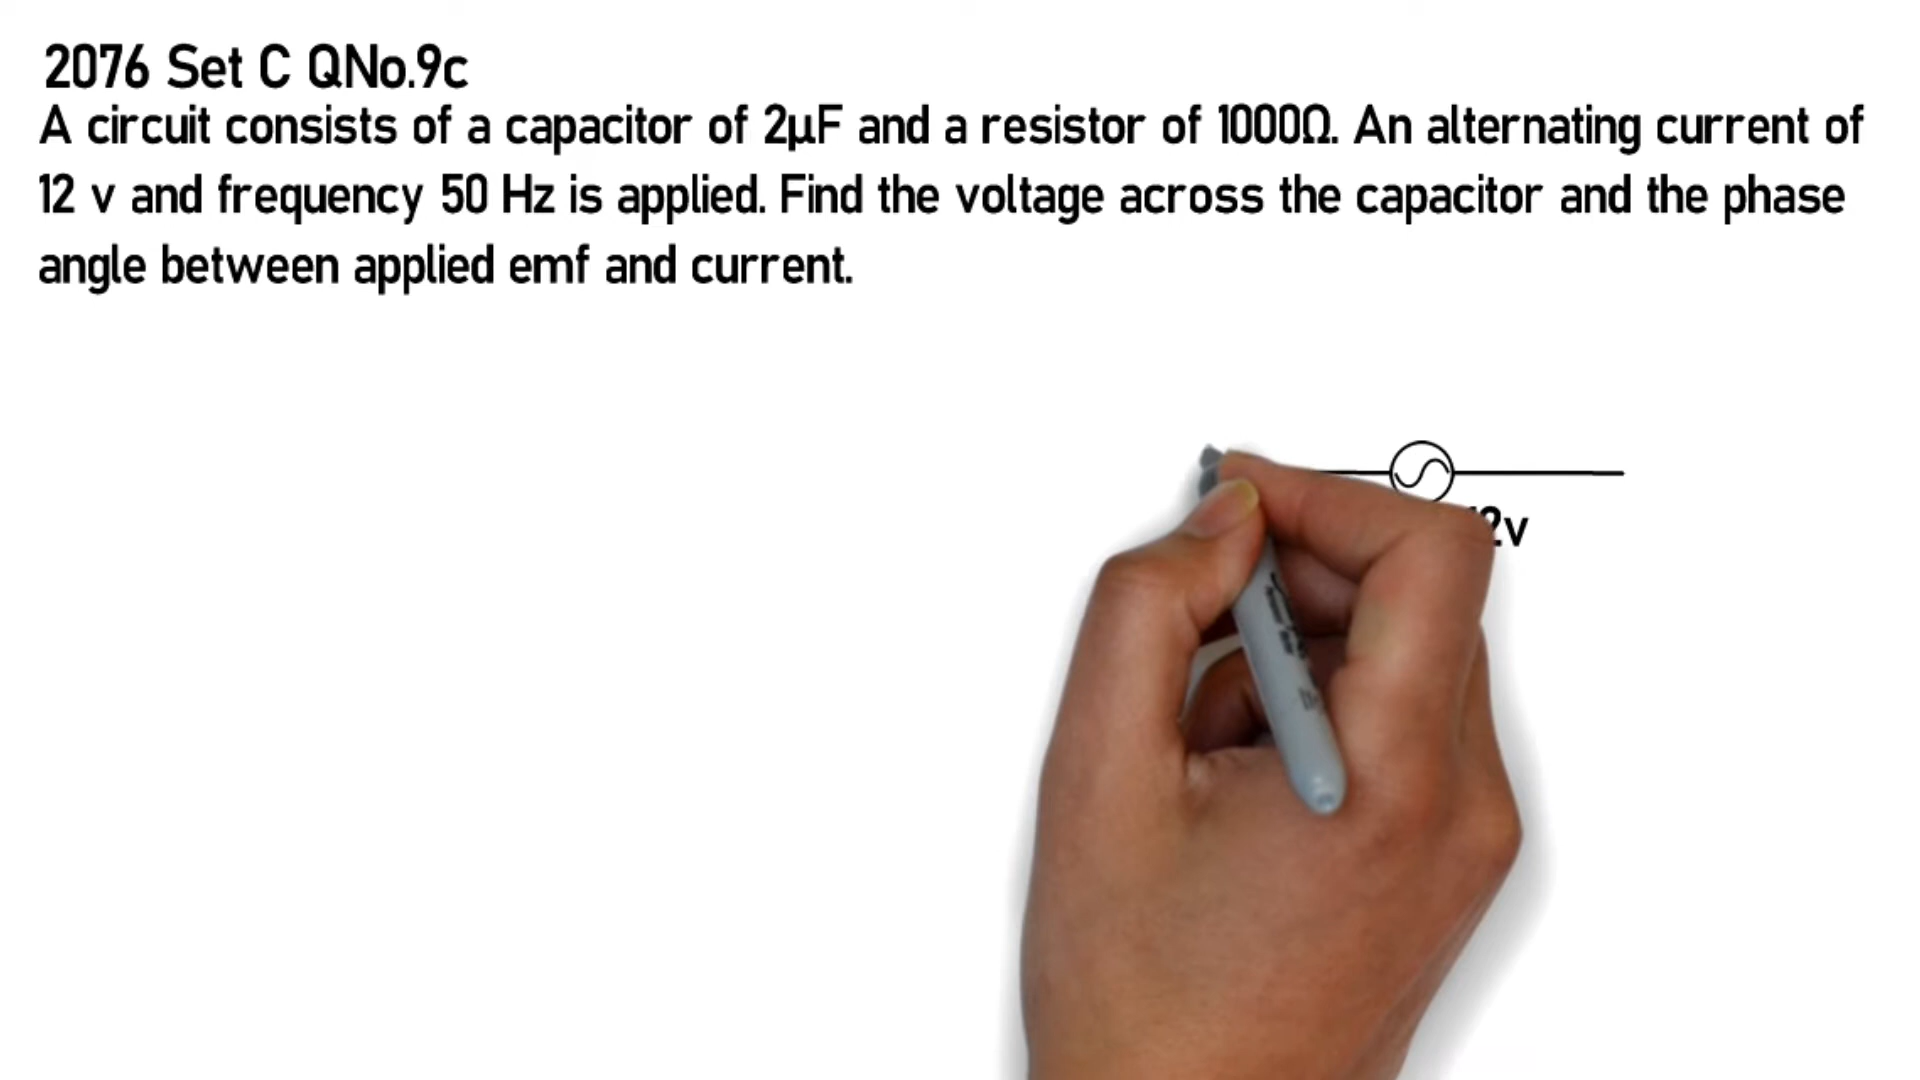 2076 Set C QNo.9c
A circuit consists of a capacitor of 2µF and a resistor of 1000Ω. An alternating current of
12 v and frequency 50 Hz is applied. Find the voltage across the capacitor and the phase
angle between applied emf and current.
2v